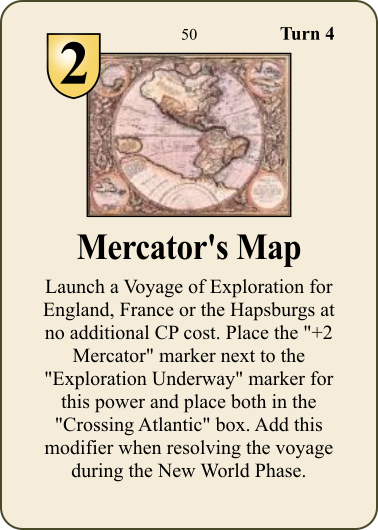 2
50
Turn 4
Mercator's Map
Launch a Voyage of Exploration for
England, France or the Hapsburgs at
no additional CP cost. Place the "+2
Mercator" marker next to the
"Exploration Underway" marker for
this power and place both in the
"Crossing Atlantic" box. Add this
modifier when resolving the voyage
during the New World Phase.